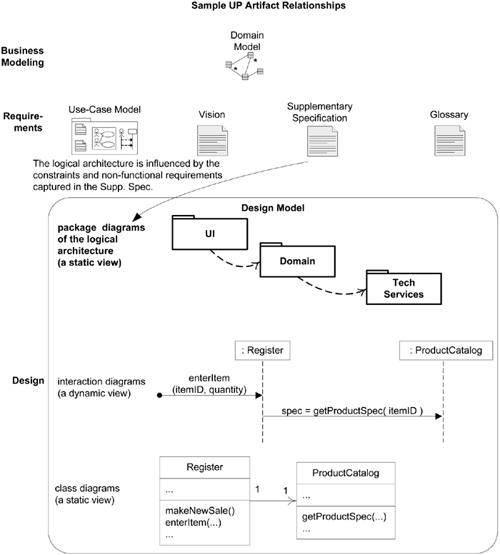 Sample UP Artifact Relationships
Domain
Model
Business
Modeling
*
*
Require-
ments
Use-Case Model
Vision
Supplementary
Specification
Glossary
The logical architecture is influenced by the
constraints and non-functional requirements
captured in the Supp. Spec.
Design Model
package diagrams
of the logical
architecture
(a static view)
UI
Domain
Tech
Services
: Register
: ProductCatalog
Design
interaction diagrams
(a dynamic view)
enterItem
(itemID, quantity)
spec = getProductSpec( itemID )
class diagrams
(a static view)
Register
...
makeNewSale()
enterItem(...)
...
1
1
ProductCatalog
...
getProductSpec(...)
...